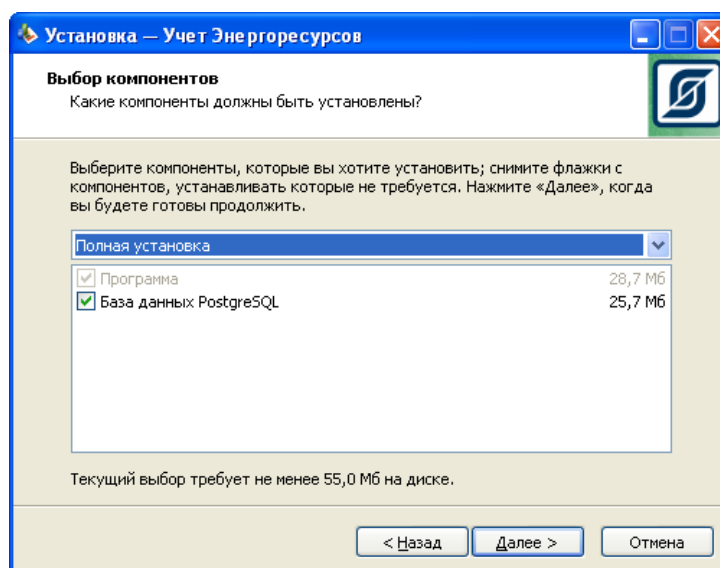 Установка — Учет Энергоресурсов
Выбор компонентов
Какие компоненты должны быть установлены?
Выберите компоненты, которые вы хотите установить; снимите флажки с
компонентов, устанавливать которые не требуется. Нажмите «Далее», когда
вы будете готовы продолжить.
Полная установка
Программа 28,7 Мб
База данных PostgreSQL 25,7 Мб
Текущий выбор требует не менее 55,0 Мб на диске.
< Назад Далее > Отмена